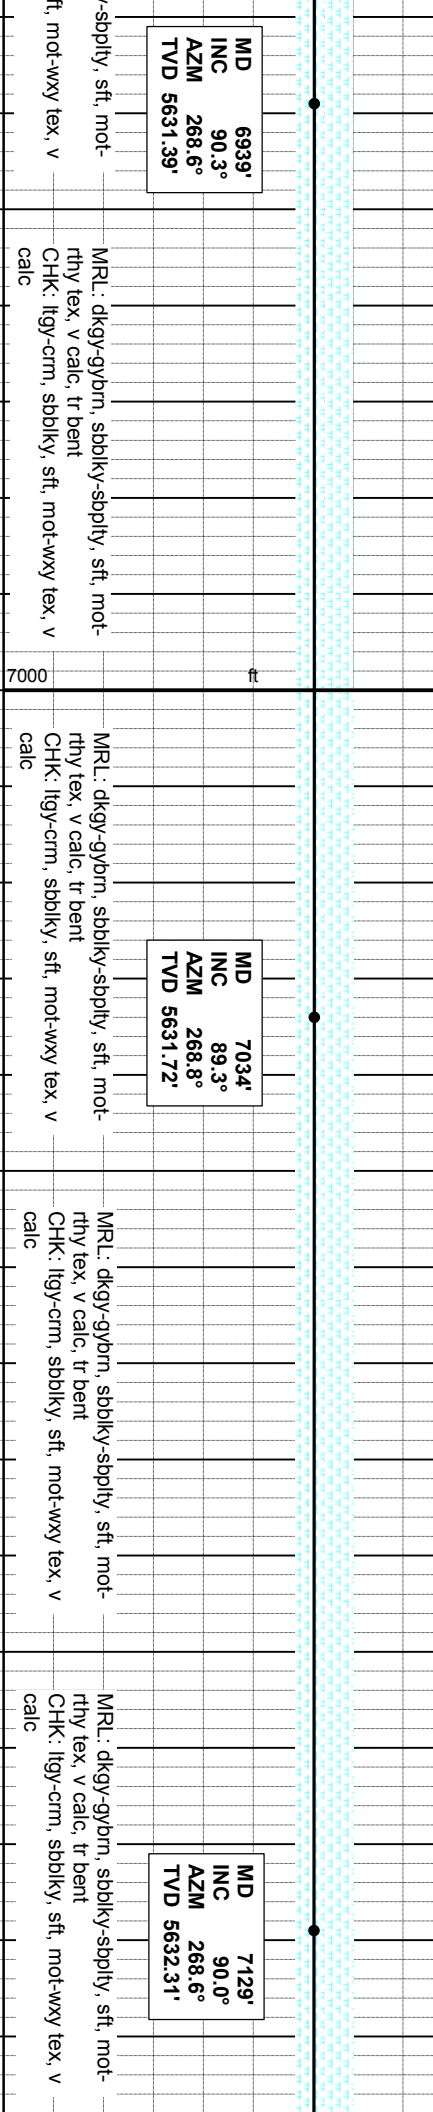 y-sbplty, sft, mot-
ft, mot-wxy tex, v
MD 6939'
INC 90.3°
AZM 268.6°
TVD 5631.39'
MRL: dkgy-gybrn, sbblky-sbplty, sft, mot-
rthy tex, v calc, tr bent
CHK: ltgy-crm, sbblky, sft, mot-wxy tex, v
calc
7000 ft
MRL: dkgy-gybrn, sbblky-sbplty, sft, mot-
rthy tex, v calc, tr bent
CHK: ltgy-crm, sbblky, sft, mot-wxy tex, v
calc
MD 7034'
INC 89.3°
AZM 268.8°
TVD 5631.72'
MRL: dkgy-gybrn, sbblky-sbplty, sft, mot-
rthy tex, v calc, tr bent
CHK: ltgy-crm, sbblky, sft, mot-wxy tex, v
calc
MRL: dkgy-gybrn, sbblky-sbplty, sft, mot-
rthy tex, v calc, tr bent
CHK: ltgy-crm, sbblky, sft, mot-wxy tex, v
calc
MD 7129'
INC 90.0°
AZM 268.6°
TVD 5632.31'